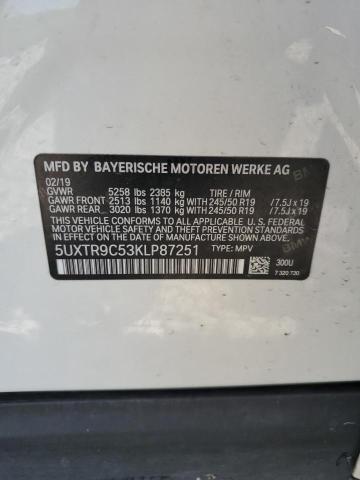 MFD BY BAYERISCHE MOTOREN WERKE AG
02/19
GVWR 5258 lbs 2385 kg TIRE / RIM
GAWR FRONT 2513 lbs 1140 kg WITH 245/50 R19 /7.5J x 19
GAWR REAR 3020 lbs 1370 kg WITH 245/50 R19 /7.5J x 19
THIS VEHICLE CONFORMS TO ALL APPLICABLE U.S. FEDERAL
MOTOR VEHICLE SAFETY AND THEFT PREVENTION STANDARDS IN
EFFECT ON THE DATE OF MANUFACTURE SHOWN ABOVE.
5UXTR9C53KLP87251 TYPE: MPV
300U
7 320 730